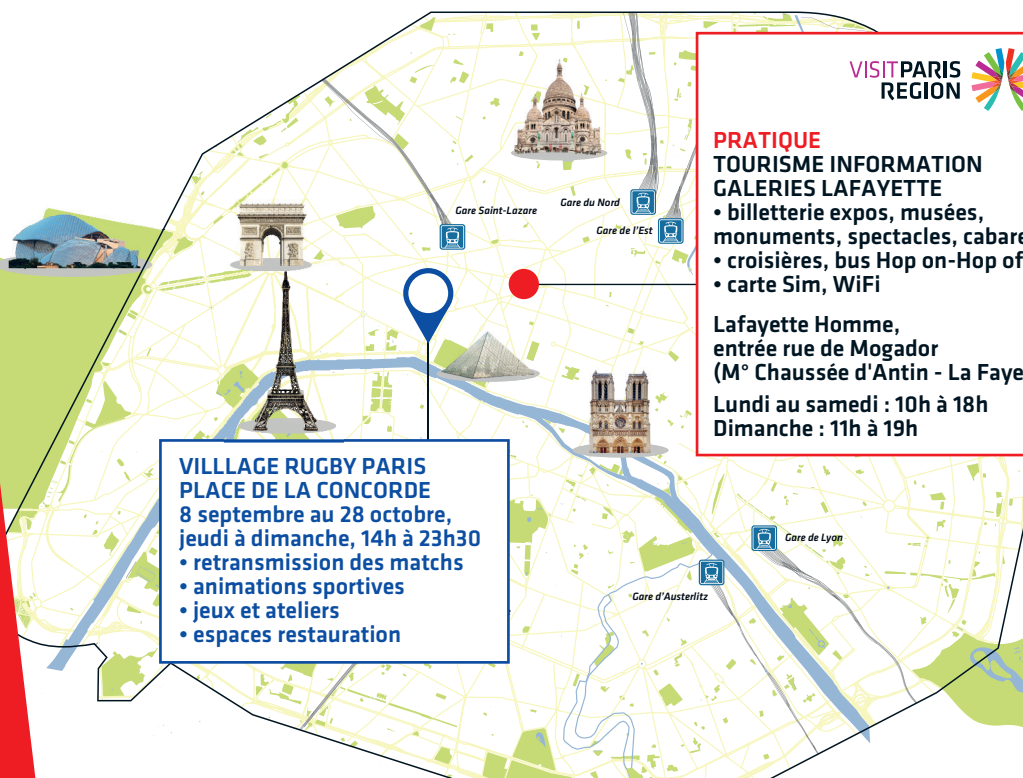 VISITPARIS
REGION
PRATIQUE
TOURISME INFORMATION
GALERIES LAFAYETTE
• billetterie expos, musées,
monuments, spectacles, cabare
• croisières, bus Hop on-Hop of
• carte Sim, WiFi
Lafayette Homme,
entrée rue de Mogador
(M° Chaussée d'Antin - La Faye
Lundi au samedi : 10h à 18h
Dimanche : 11h à 19h
Gare Saint-Lazare
Gare du Nord
Gare de l'Est
VILLLAGE RUGBY PARIS
PLACE DE LA CONCORDE
8 septembre au 28 octobre,
jeudi à dimanche, 14h à 23h30
• retransmission des matchs
• animations sportives
• jeux et ateliers
• espaces restauration
Gare de Lyon
Gare d'Austerlitz